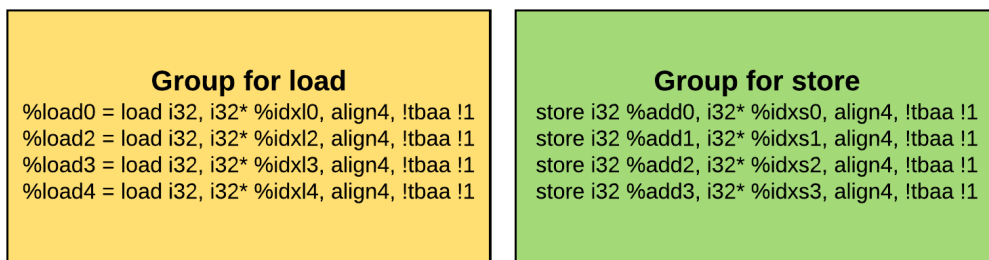 Group for load
%load0 = load i32, i32* %idxl0, align4, !tbaa !1
%load2 = load i32, i32* %idxl2, align4, !tbaa !1
%load3 = load i32, i32* %idxl3, align4, !tbaa !1
%load4 = load i32, i32* %idxl4, align4, !tbaa !1
Group for store
store i32 %add0, i32* %idxs0, align4, !tbaa !1
store i32 %add1, i32* %idxs1, align4, !tbaa !1
store i32 %add2, i32* %idxs2, align4, !tbaa !1
store i32 %add3, i32* %idxs3, align4, !tbaa !1